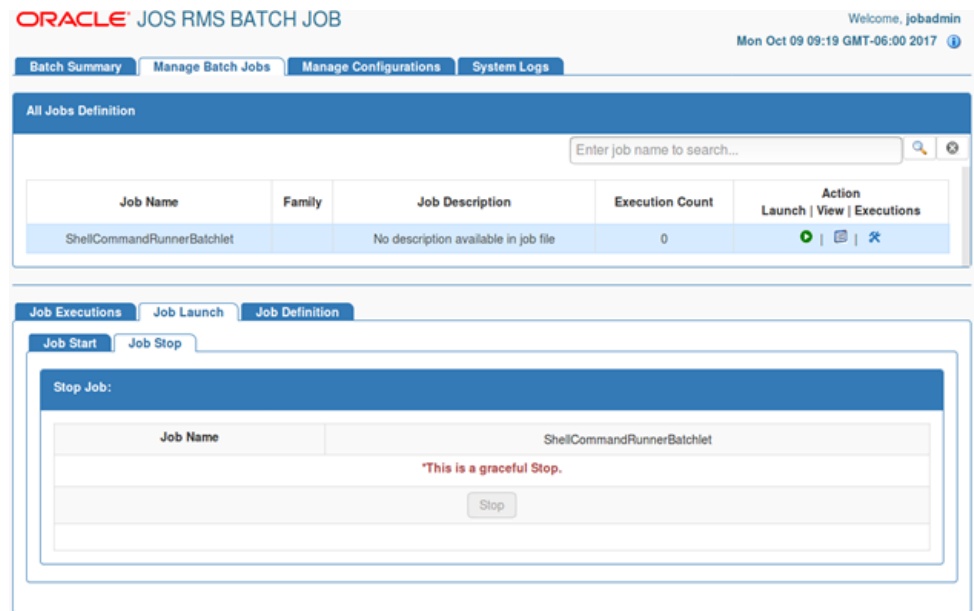 ORACLE® JOS RMS BATCH JOB
Welcome, jobadmin
Mon Oct 09 09:19 GMT-06:00 2017
Batch Summary Manage Batch Jobs Manage Configurations System Logs
All Jobs Definition
Enter job name to search...
Job Name Family Job Description Execution Count Action
Launch | View | Executions
ShellCommandRunnerBatchlet No description available in job file 0 | |
Job Executions Job Launch Job Definition
Job Start Job Stop
Stop Job:
Job Name ShellCommandRunnerBatchlet
*This is a graceful Stop.
Stop